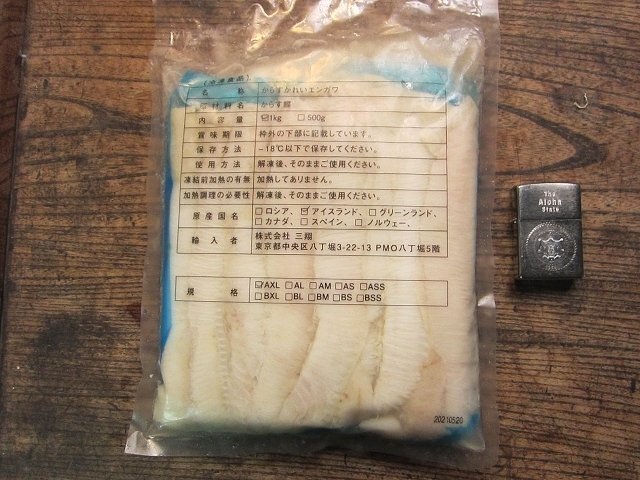 (冷凍食品)
名称 からすかれいエンガワ
原材料名 からす鰈
内容量 ☑1kg □500g
賞味期限 枠外の下部に記載しています。
保存方法 -18℃以下で保存してください。
使用方法 解凍後、そのままご使用ください。
凍結前加熱の有無 加熱してありません。
加熱調理の必要性 解凍後、そのままご使用ください。
原産国名 □ロシア、☑アイスランド、□グリーンランド、
□カナダ、□スペイン、□ノルウェー、
輸入者 株式会社 三翔
東京都中央区八丁堀3-22-13 PMO八丁堀5階
規格 ☑AXL □AL □AM □AS □ASS
□BXL □BL □BM □BS □BSS
20210520
The
Aloha
State